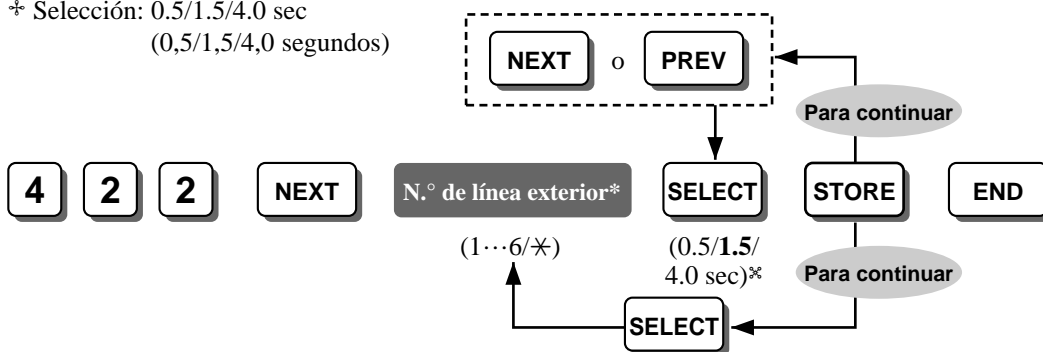 ✢ Selección: 0.5/1.5/4.0 sec
(0,5/1,5/4,0 segundos)
NEXT o PREV
Para continuar
4 2 2 NEXT N.° de línea exterior* SELECT STORE END
(1···6/✳) (0.5/1.5/
4.0 sec)✤
Para continuar
SELECT